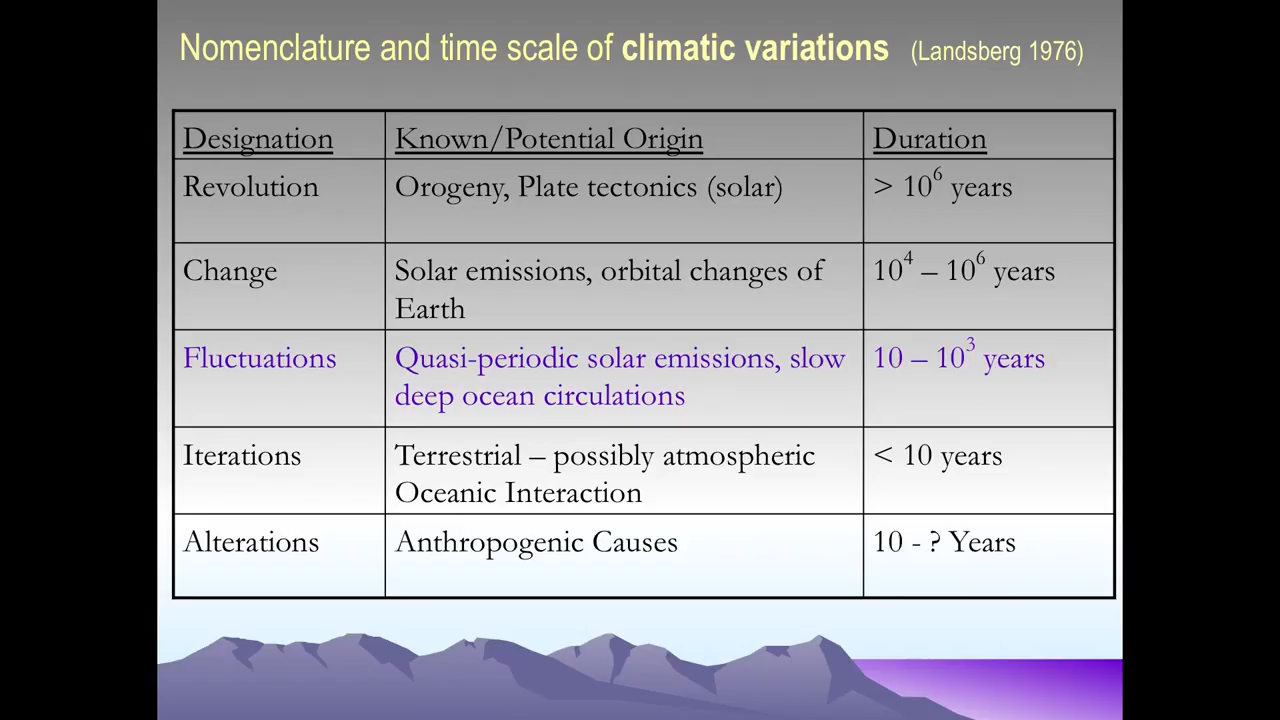 Nomenclature and time scale of climatic variations (Landsberg 1976)
Designation Known/Potential Origin Duration
Revolution Orogeny, Plate tectonics (solar) > 10⁶ years
Change Solar emissions, orbital changes of 10⁴ – 10⁶ years
Earth
Fluctuations Quasi-periodic solar emissions, slow 10 – 10³ years
deep ocean circulations
Iterations Terrestrial – possibly atmospheric < 10 years
Oceanic Interaction
Alterations Anthropogenic Causes 10 - ? Years